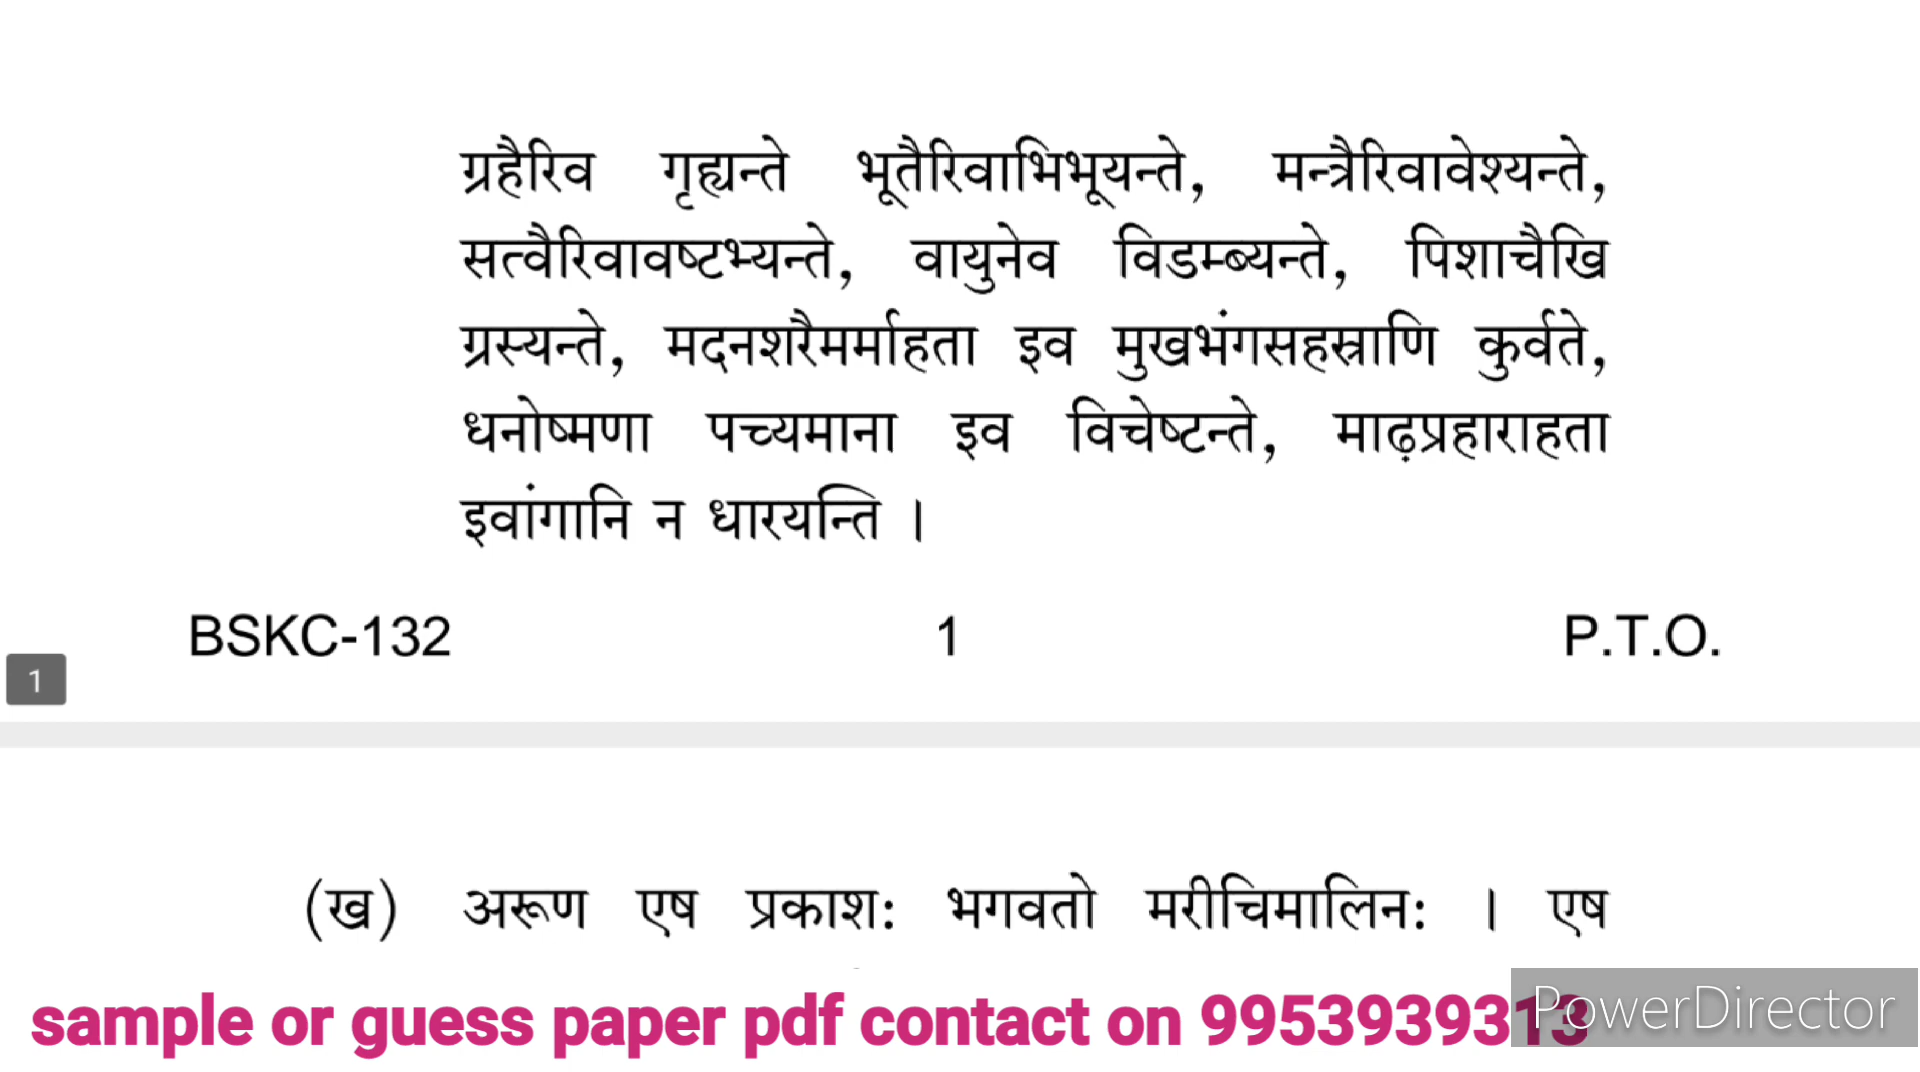 ग्रहैरिव गृह्यन्ते भूतैरिवाभिभूयन्ते, मन्त्रैरिवावेश्यन्ते,
सत्वैरिवावष्टभ्यन्ते, वायुनेव विडम्ब्यन्ते, पिशाचैखि
ग्रस्यन्ते, मदनशरैमर्माहता इव मुखभंगसहस्राणि कुर्वते,
धनोष्मणा पच्यमाना इव विचेष्टन्ते, माढ़प्रहाराहता
इवांगानि न धारयन्ति ।
BSKC-132 1 P.T.O.
1
(ख) अरूण एष प्रकाशः भगवतो मरीचिमालिनः । एष
sample or guess paper pdf contact on 9953939313
PowerDirector